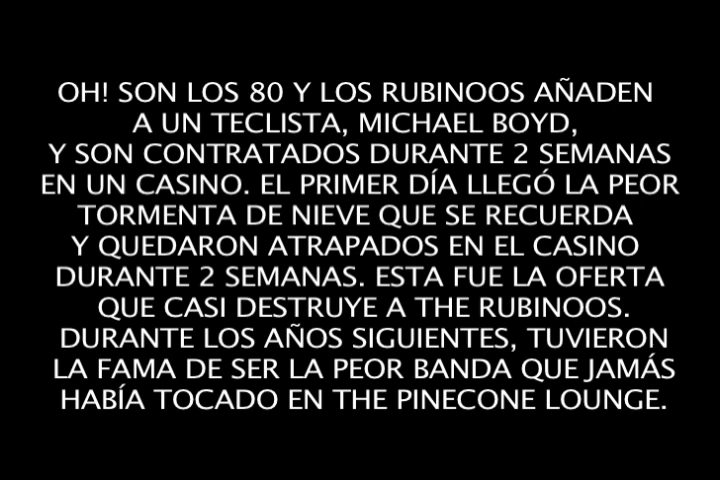 OH! SON LOS 80 Y LOS RUBINOOS AÑADEN
A UN TECLISTA, MICHAEL BOYD,
Y SON CONTRATADOS DURANTE 2 SEMANAS
EN UN CASINO. EL PRIMER DÍA LLEGÓ LA PEOR
TORMENTA DE NIEVE QUE SE RECUERDA
Y QUEDARON ATRAPADOS EN EL CASINO
DURANTE 2 SEMANAS. ESTA FUE LA OFERTA
QUE CASI DESTRUYE A THE RUBINOOS.
DURANTE LOS AÑOS SIGUIENTES, TUVIERON
LA FAMA DE SER LA PEOR BANDA QUE JAMÁS
HABÍA TOCADO EN THE PINECONE LOUNGE.